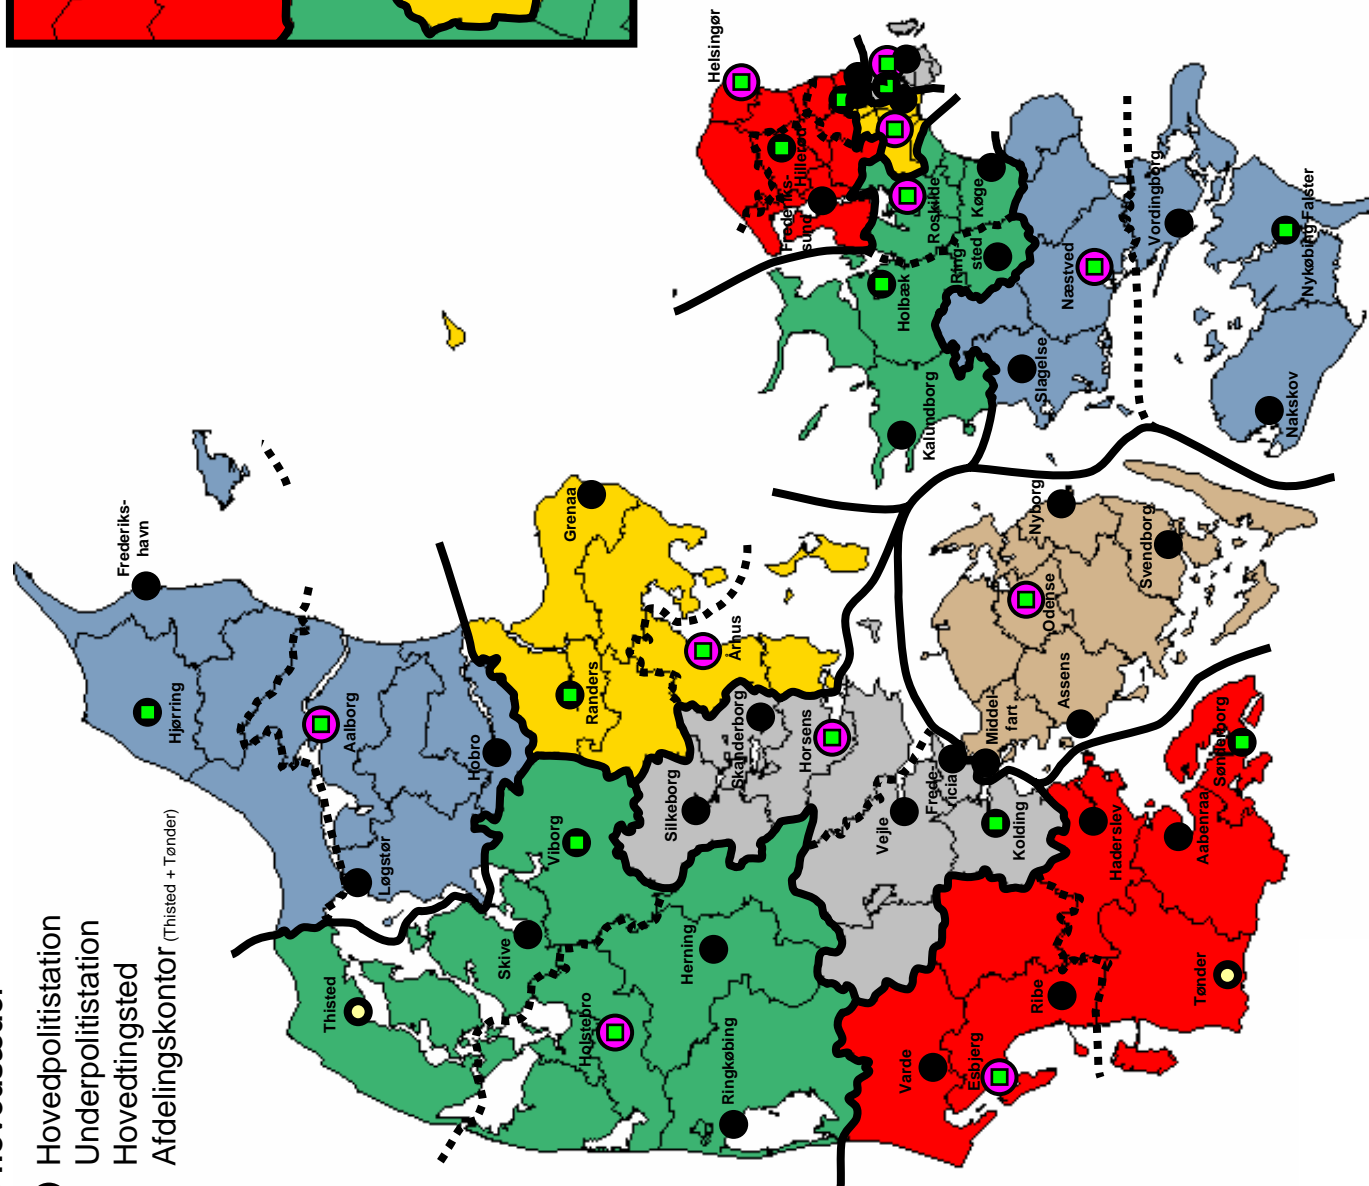 Hovedpolitistation
Underpolitistation
Hovedtingsted
Afdelingskontor (Thisted + Tønder)
Frederiks-
havn
Hjørring
Aalborg
Hobro
Løgstør
Thisted
Skive
Viborg
Holstebro
Herning
Ringkøbing
Grenaa
Randers
Århus
Skanderborg
Silkeborg
Horsens
Vejle
Frede-
ricia
Kolding
Varde
Esbjerg
Ribe
Haderslev
Aabenraa
Sønderborg
Tønder
Middel-
fart
Assens
Odense
Nyborg
Svendborg
Helsingør
Hillerød
Frederiks-
sund
Roskilde
Køge
Ring-
sted
Holbæk
Kalundborg
Slagelse
Næstved
Vordingborg
Nykøbing Falster
Nakskov